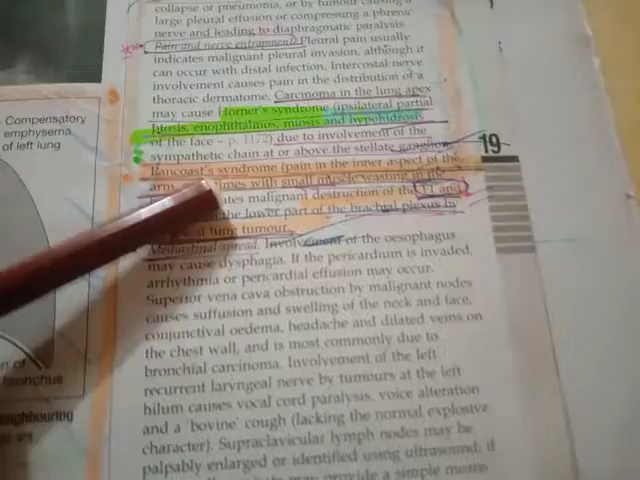 collapse or pneumonia, or by tumour causing a
large pleural effusion or compressing a phrenic
nerve and leading to diaphragmatic paralysis.
Pain and nerve entrapment. Pleural pain usually
indicates malignant pleural invasion, although it
can occur with distal infection. Intercostal nerve
involvement causes pain in the distribution of a
thoracic dermatome. Carcinoma in the lung apex
may cause Horner's syndrome (ipsilateral partial
ptosis, enophthalmos, miosis and hypohidrosis
of the face – p. 1172) due to involvement of the
sympathetic chain at or above the stellate ganglion.
Pancoast's syndrome (pain in the inner aspect of the
arm, with small muscle wasting in the
malignant destruction of the T1 and
the lower part of the brachial plexus by
lung tumour.
Mediastinal spread. Involvement of the oesophagus
may cause dysphagia. If the pericardium is invaded,
arrhythmia or pericardial effusion may occur.
Superior vena cava obstruction by malignant nodes
causes suffusion and swelling of the neck and face,
conjunctival oedema, headache and dilated veins on
the chest wall, and is most commonly due to
bronchial carcinoma. Involvement of the left
recurrent laryngeal nerve by tumours at the left
hilum causes vocal cord paralysis, voice alteration
and a 'bovine' cough (lacking the normal explosive
character). Supraclavicular lymph nodes may be
palpably enlarged or identified using ultrasound; if
may provide a simple means
19
Compensatory
emphysema
of left lung
of
bronchus
neighbouring